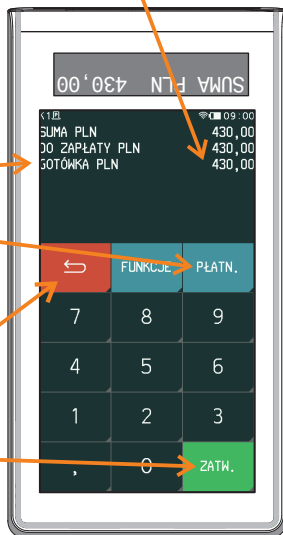 SUMA PLN 430,00
<1 09:00
SUMA PLN 430,00
DO ZAPŁATY PLN 430,00
GOTÓWKA PLN 430,00
FUNKCJE PŁATN.
7 8 9
4 5 6
1 2 3
, 0 ZATW.